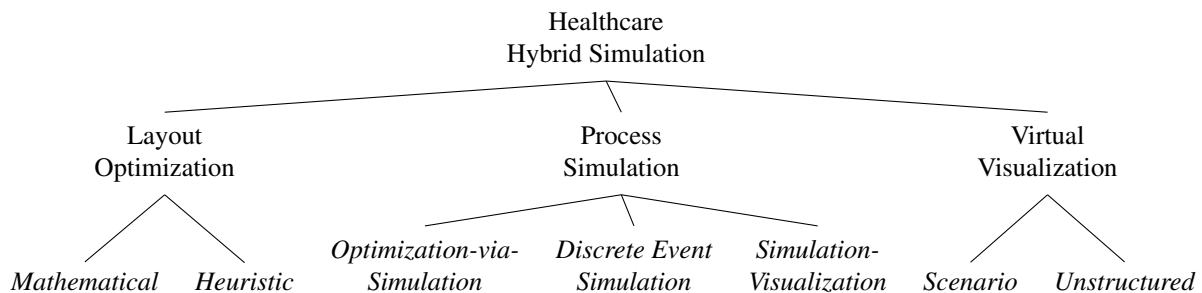 Healthcare
Hybrid Simulation
Layout
Optimization
Process
Simulation
Virtual
Visualization
Mathematical
Heuristic
Optimization-via-
Simulation
Discrete Event
Simulation
Simulation-
Visualization
Scenario
Unstructured